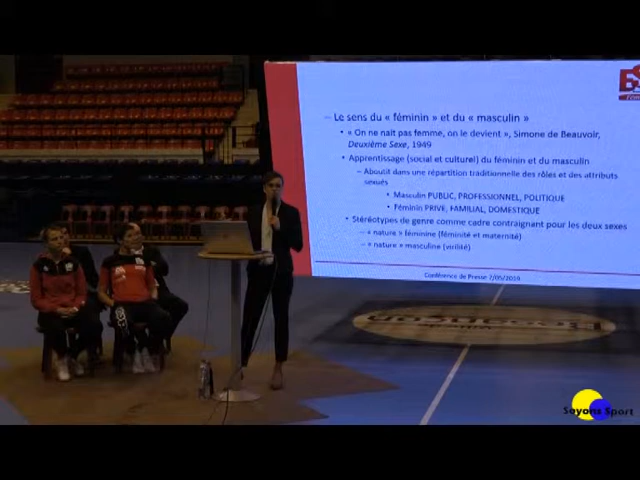 – Le sens du « féminin » et du « masculin »
• « On ne nait pas femme, on le devient », Simone de Beauvoir,
Deuxième Sexe, 1949
• Apprentissage (social et culturel) du féminin et du masculin
– Aboutit dans une répartition traditionnelle des rôles et des attributs
sexués
• Masculin PUBLIC, PROFESSIONNEL, POLITIQUE
• Féminin PRIVE, FAMILIAL, DOMESTIQUE
• Stéréotypes de genre comme cadre contraignant pour les deux sexes
– « nature » féminine (féminité et maternité)
– « nature » masculine (virilité)
Conférence de Presse 7/05/2019
Soyons Sport